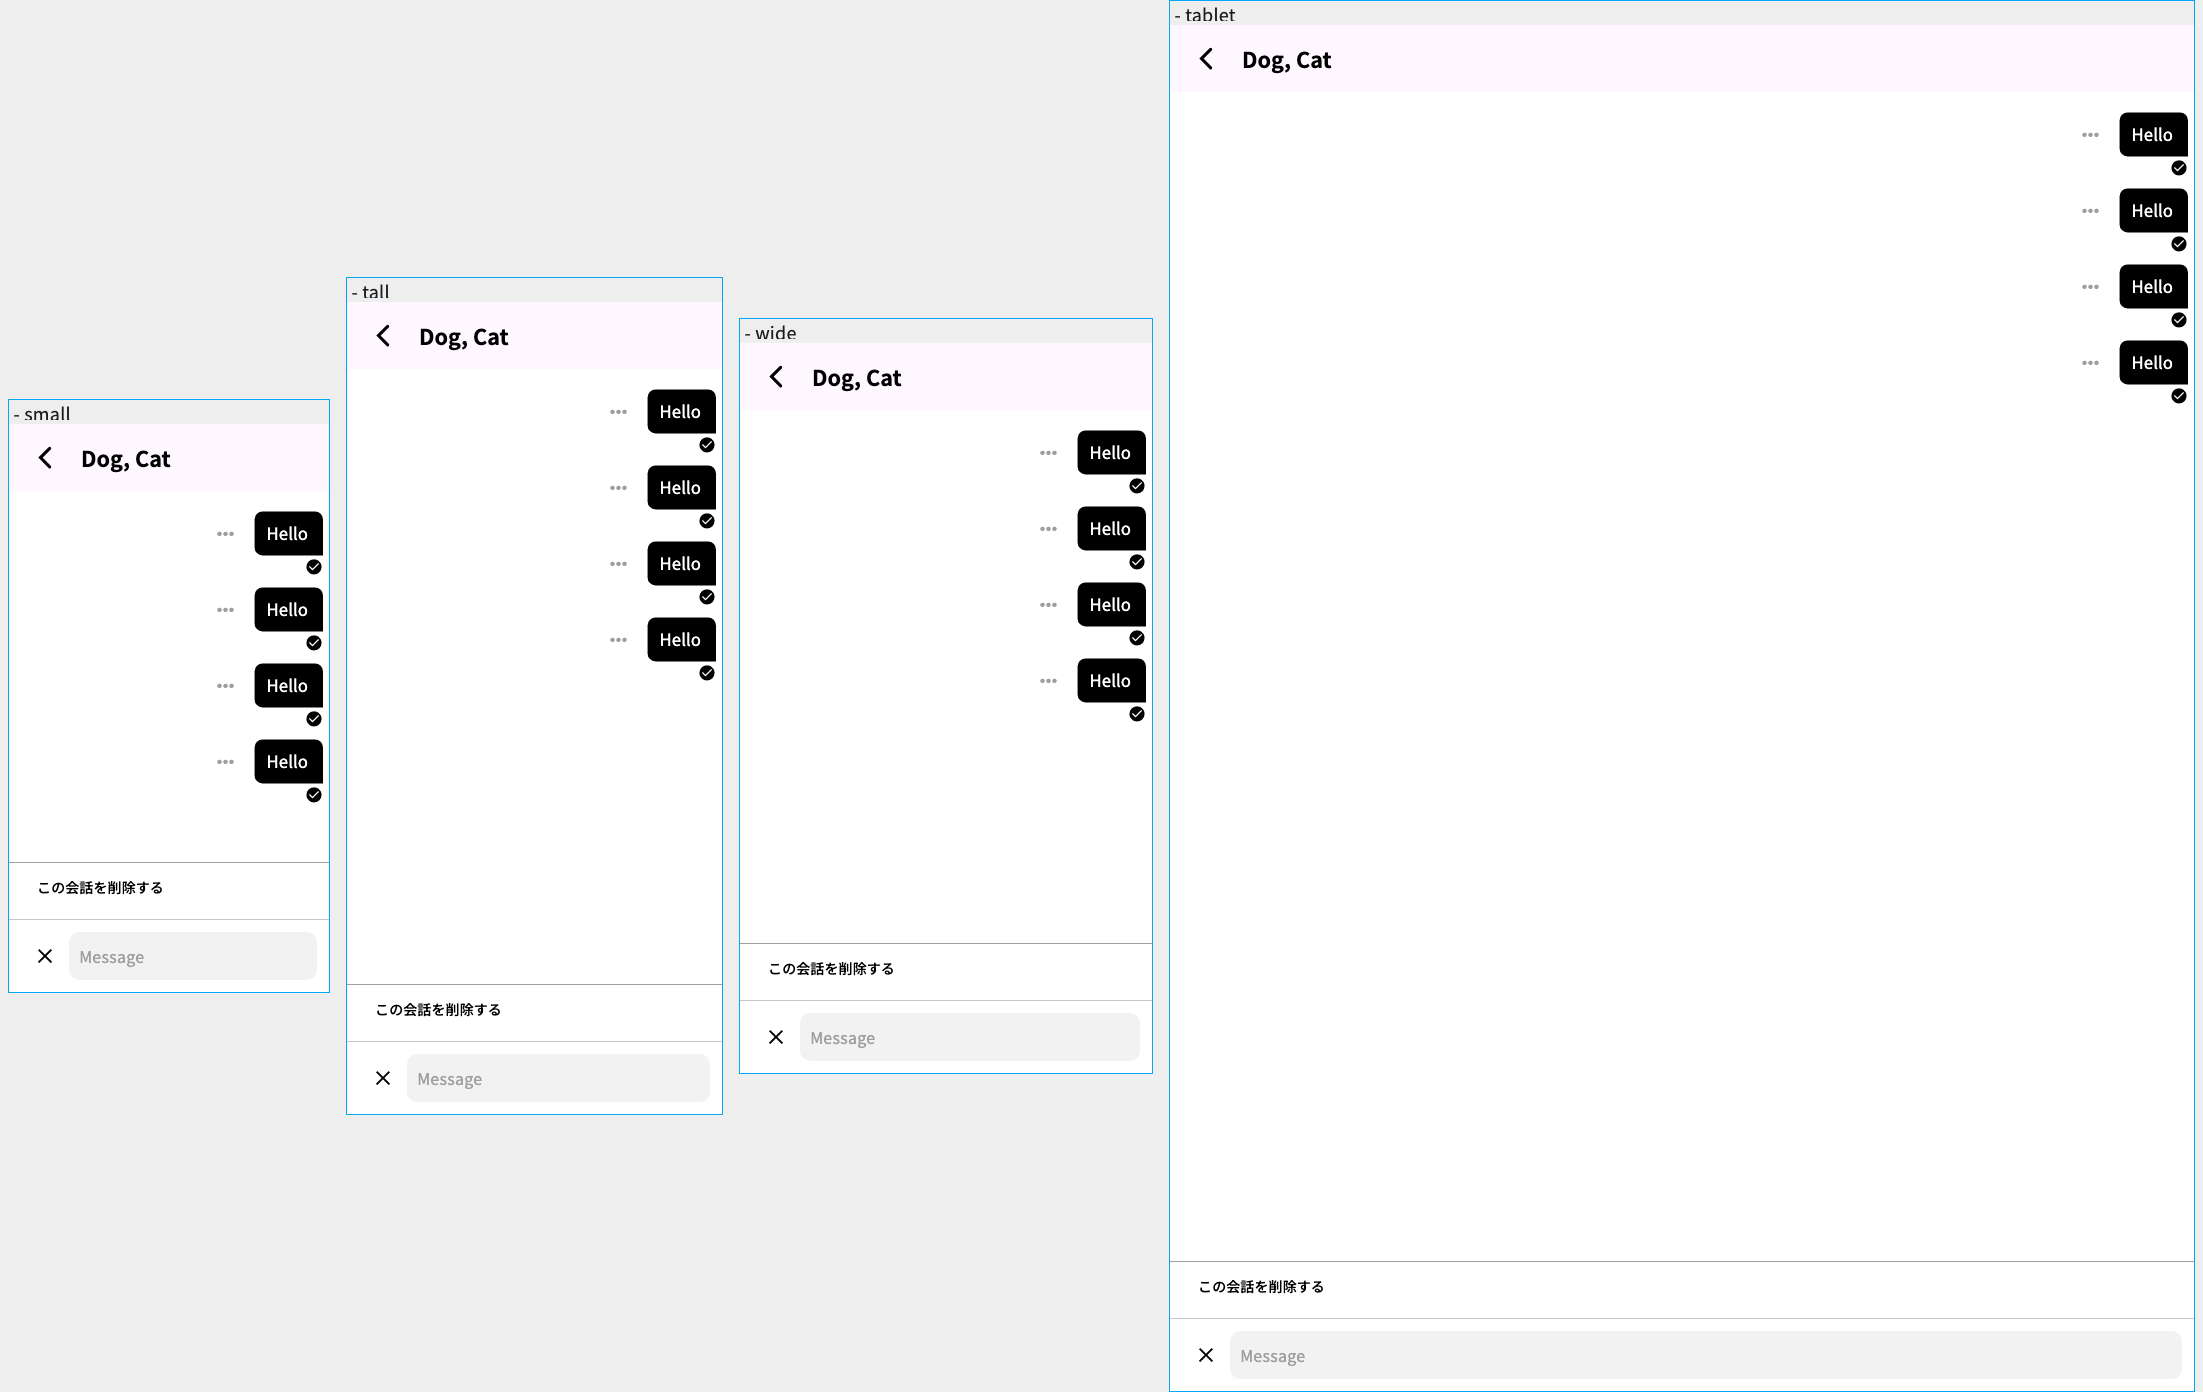 - small
Dog, Cat
Hello
Hello
Hello
Hello
この会話を削除する
Message
- tall
Dog, Cat
Hello
Hello
Hello
Hello
この会話を削除する
Message
- wide
Dog, Cat
Hello
Hello
Hello
Hello
この会話を削除する
Message
- tablet
Dog, Cat
Hello
Hello
Hello
Hello
この会話を削除する
Message